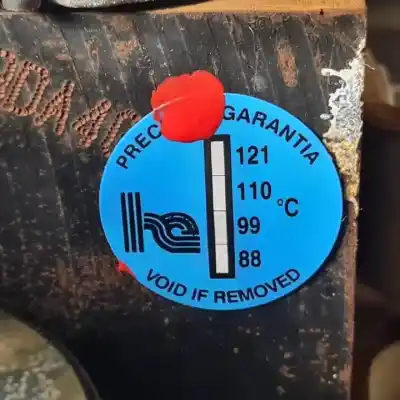 PREC GARANTIA
121
110
°C
99
88
VOID IF REMOVED